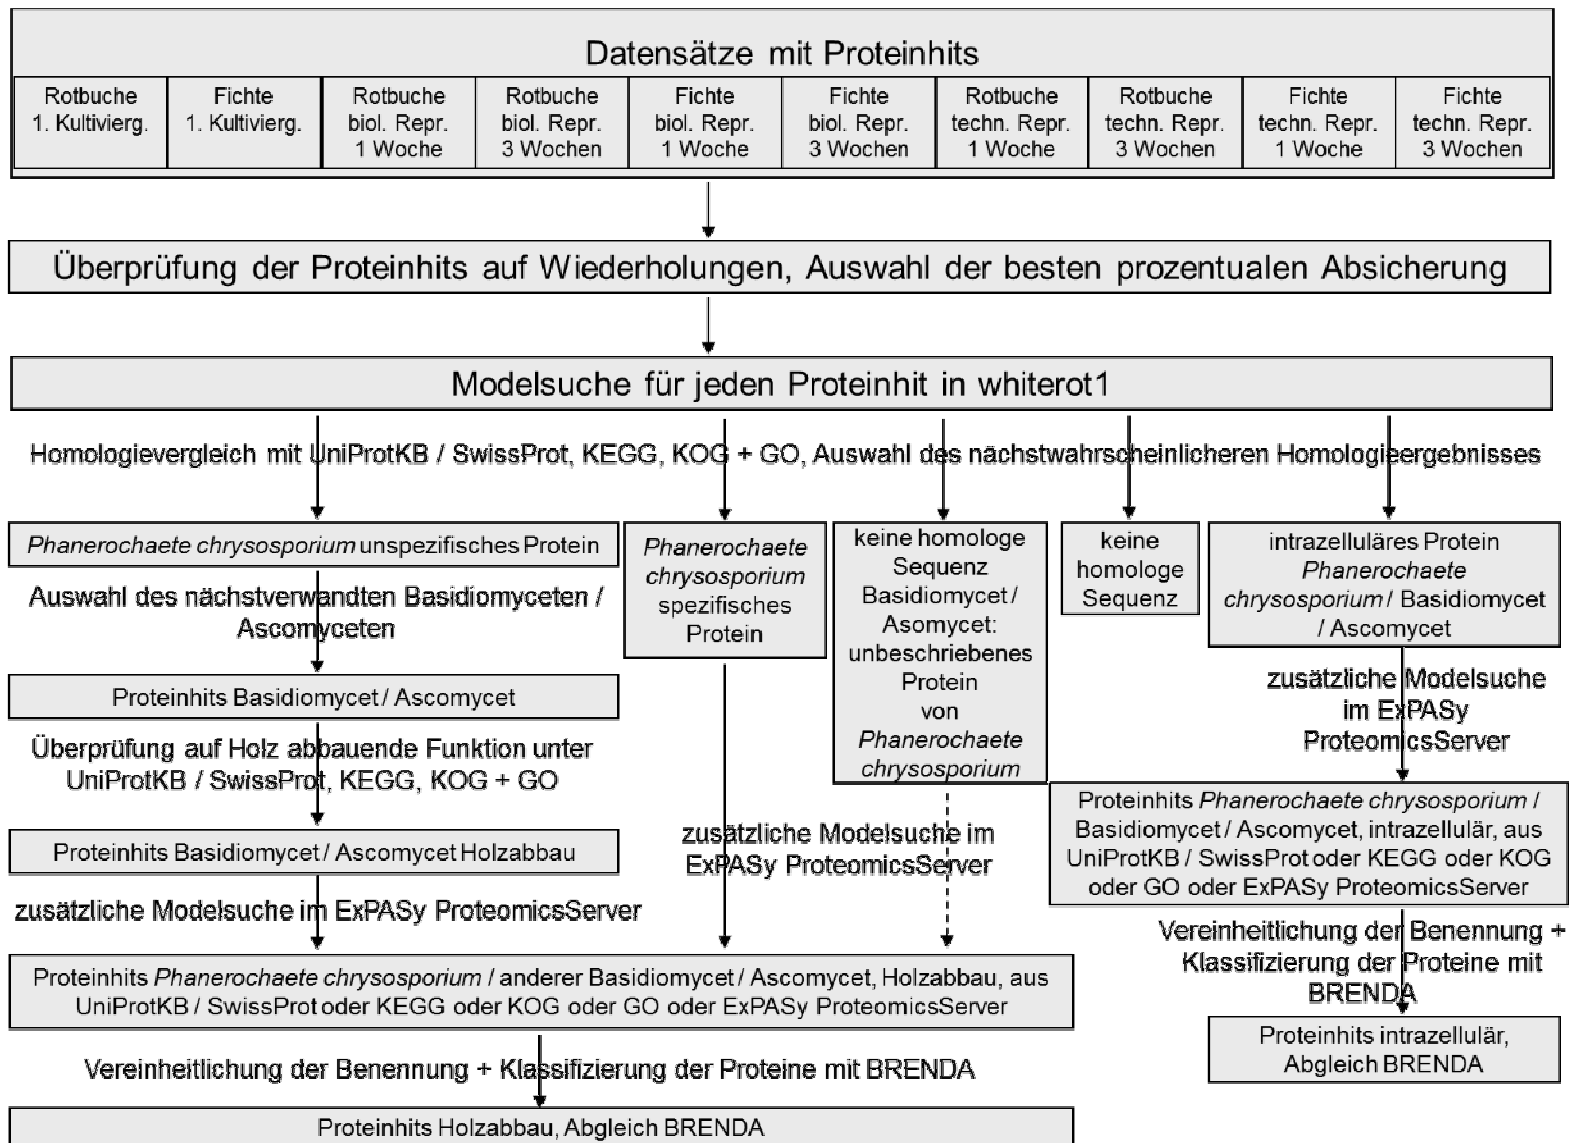 Datensätze mit Proteinhits
Rotbuche
1. Kultivierg.
Fichte
1. Kultivierg.
Rotbuche
biol. Repr.
1 Woche
Rotbuche
biol. Repr.
3 Wochen
Fichte
biol. Repr.
1 Woche
Fichte
biol. Repr.
3 Wochen
Rotbuche
techn. Repr.
1 Woche
Rotbuche
techn. Repr.
3 Wochen
Fichte
techn. Repr.
1 Woche
Fichte
techn. Repr.
3 Wochen
Überprüfung der Proteinhits auf Wiederholungen, Auswahl der besten prozentualen Absicherung
Modelsuche für jeden Proteinhit in whiterot1
Homologievergleich mit UniProtKB / SwissProt, KEGG, KOG + GO, Auswahl des nächstwahrscheinlicheren Homologieergebnisses
Phanerochaete chrysosporium unspezifisches Protein
Auswahl des nächstverwandten Basidiomyceten /
Ascomyceten
Proteinhits Basidiomycet / Ascomycet
Überprüfung auf Holz abbauende Funktion unter
UniProtKB / SwissProt, KEGG, KOG + GO
Proteinhits Basidiomycet / Ascomycet Holzabbau
zusätzliche Modelsuche im ExPASy ProteomicsServer
Phanerochaete
chrysosporium
spezifisches
Protein
keine homologe
Sequenz
Basidiomycet /
Asomycet:
unbeschriebenes
Protein
von
Phanerochaete
chrysosporium
zusätzliche Modelsuche im
ExPASy ProteomicsServer
keine
homologe
Sequenz
intrazelluläres Protein
Phanerochaete
chrysosporium / Basidiomycet
/ Ascomycet
zusätzliche Modelsuche
im ExPASy
ProteomicsServer
Proteinhits Phanerochaete chrysosporium /
Basidiomycet / Ascomycet, intrazellulär, aus
UniProtKB / SwissProt oder KEGG oder KOG
oder GO oder ExPASy ProteomicsServer
Vereinheitlichung der Benennung +
Klassifizierung der Proteine mit
BRENDA
Proteinhits intrazellulär,
Abgleich BRENDA
Proteinhits Phanerochaete chrysosporium / anderer Basidiomycet / Ascomycet, Holzabbau, aus
UniProtKB / SwissProt oder KEGG oder KOG oder GO oder ExPASy ProteomicsServer
Vereinheitlichung der Benennung + Klassifizierung der Proteine mit BRENDA
Proteinhits Holzabbau, Abgleich BRENDA